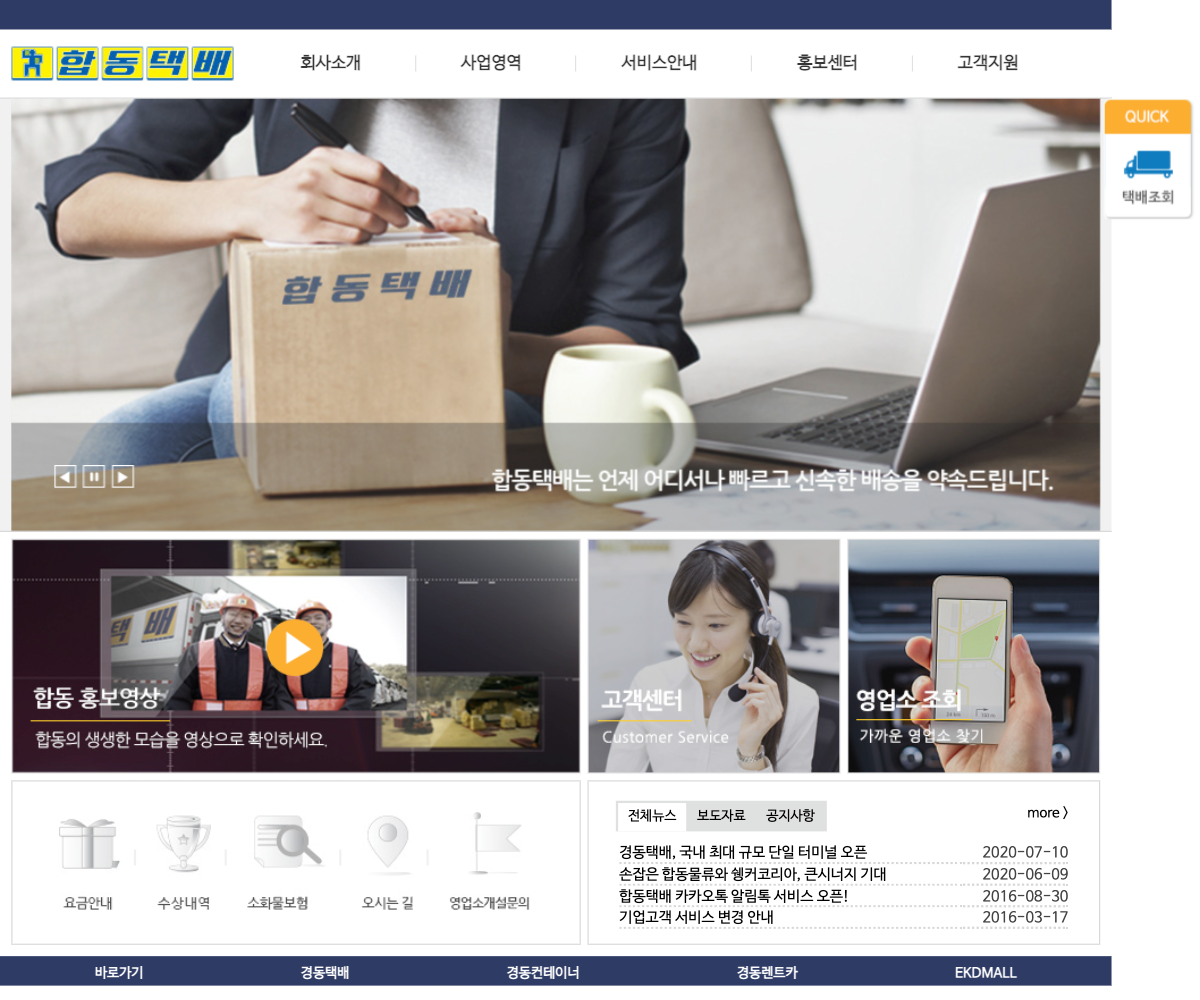 합동택배
회사소개
사업영역
서비스안내
홍보센터
고객지원
QUICK
택배조회
합동택배
합동택배는 언제 어디서나 빠르고 신속한 배송을 약속드립니다.
택배
합동 홍보영상
합동의 생생한 모습을 영상으로 확인하세요.
고객센터
Customer Service
영업소 조회
가까운 영업소 찾기
요금안내
수상내역
소화물보험
오시는 길
영업소개설문의
전체뉴스 보도자료 공지사항
more 〉
경동택배, 국내 최대 규모 단일 터미널 오픈 2020-07-10
손잡은 합동물류와 쉥커코리아, 큰시너지 기대 2020-06-09
합동택배 카카오톡 알림톡 서비스 오픈! 2016-08-30
기업고객 서비스 변경 안내 2016-03-17
바로가기
경동택배
경동컨테이너
경동렌트카
EKDMALL